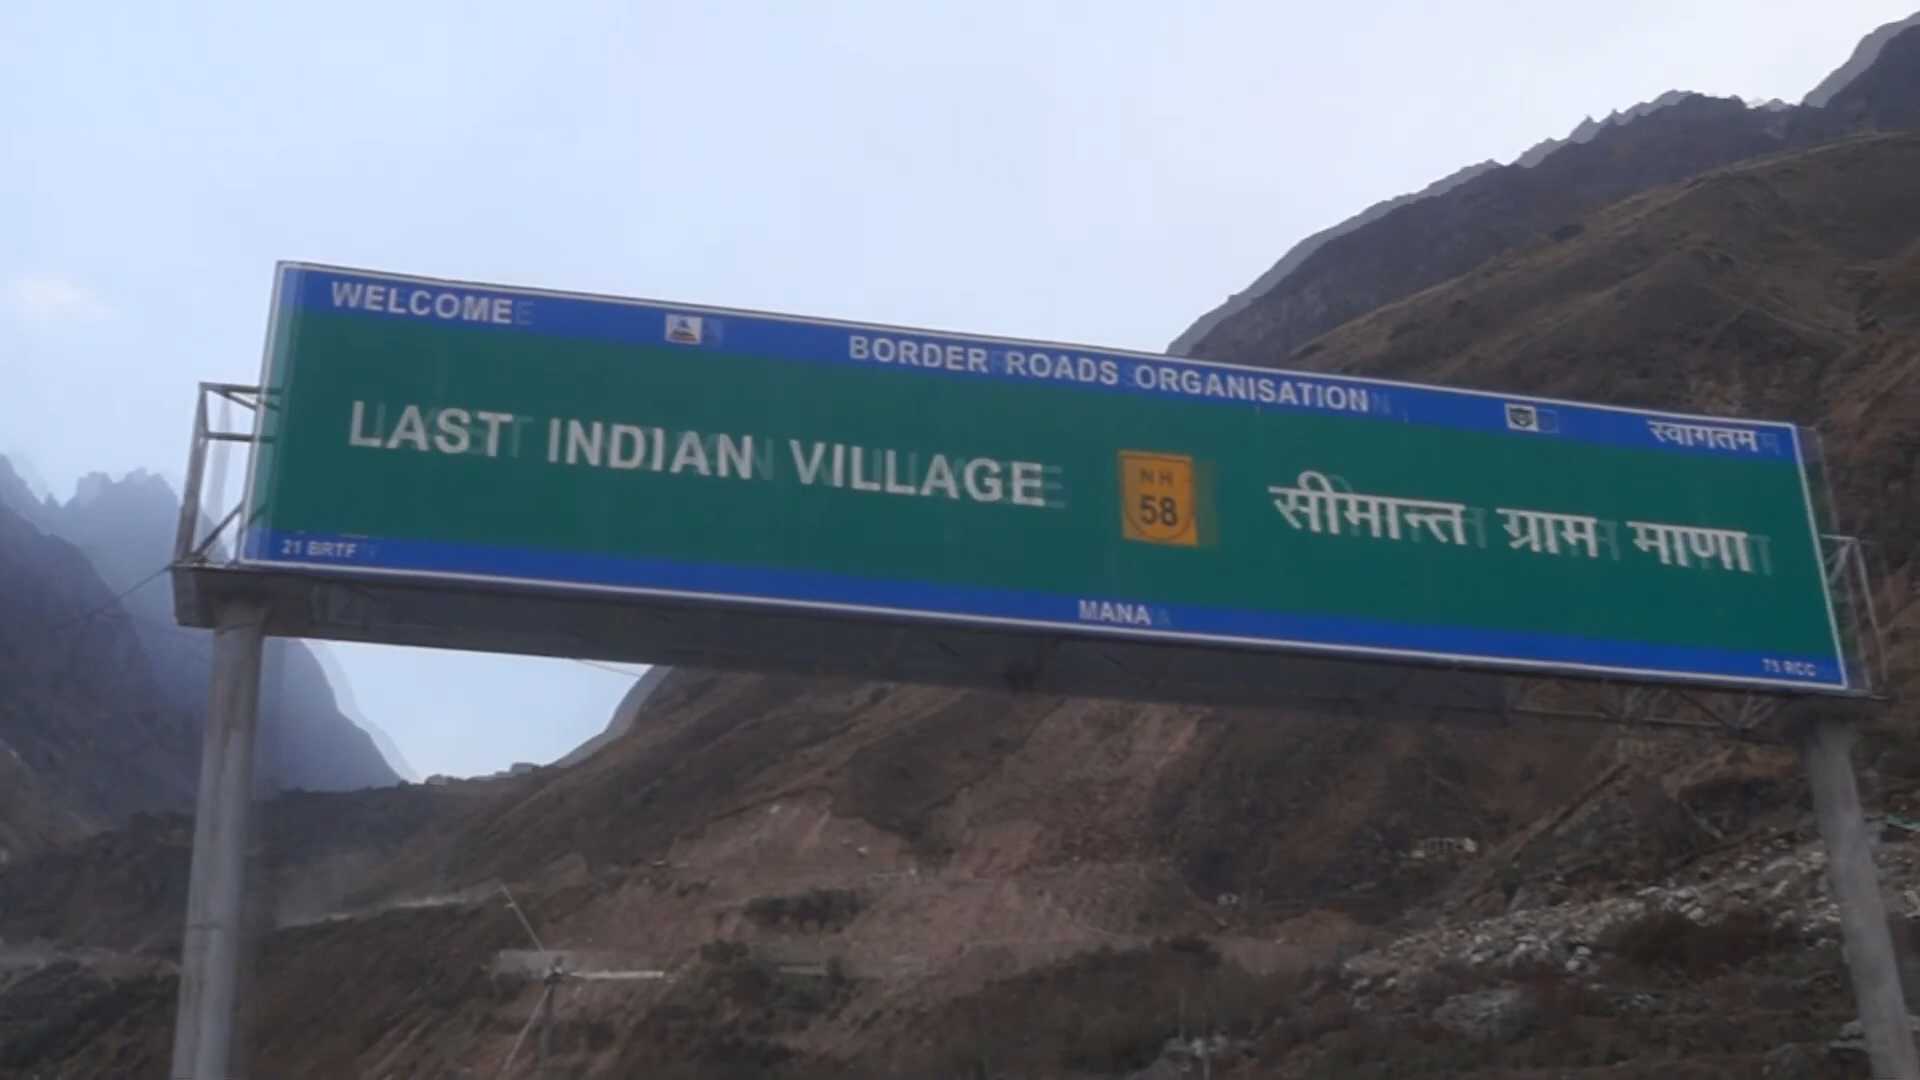 WELCOME
BORDER ROADS ORGANISATION
स्वागतम
LAST INDIAN VILLAGE
NH
58
सीमान्त ग्राम माणा
21 BRTF
MANA
75 RCC